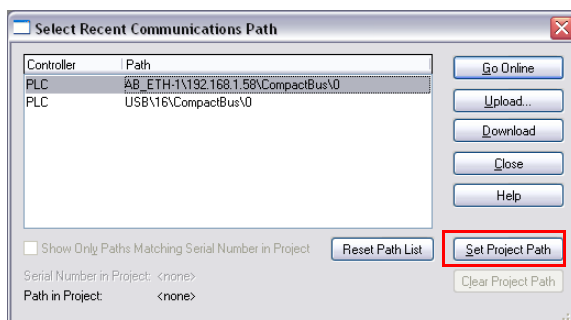 Select Recent Communications Path
Controller Path
PLC AB_ETH-1\192.168.1.58\CompactBus\0
PLC USB\16\CompactBus\0
Go Online
Upload...
Download
Close
Help
Show Only Paths Matching Serial Number in Project
Reset Path List
Set Project Path
Serial Number in Project: <none>
Clear Project Path
Path in Project: <none>